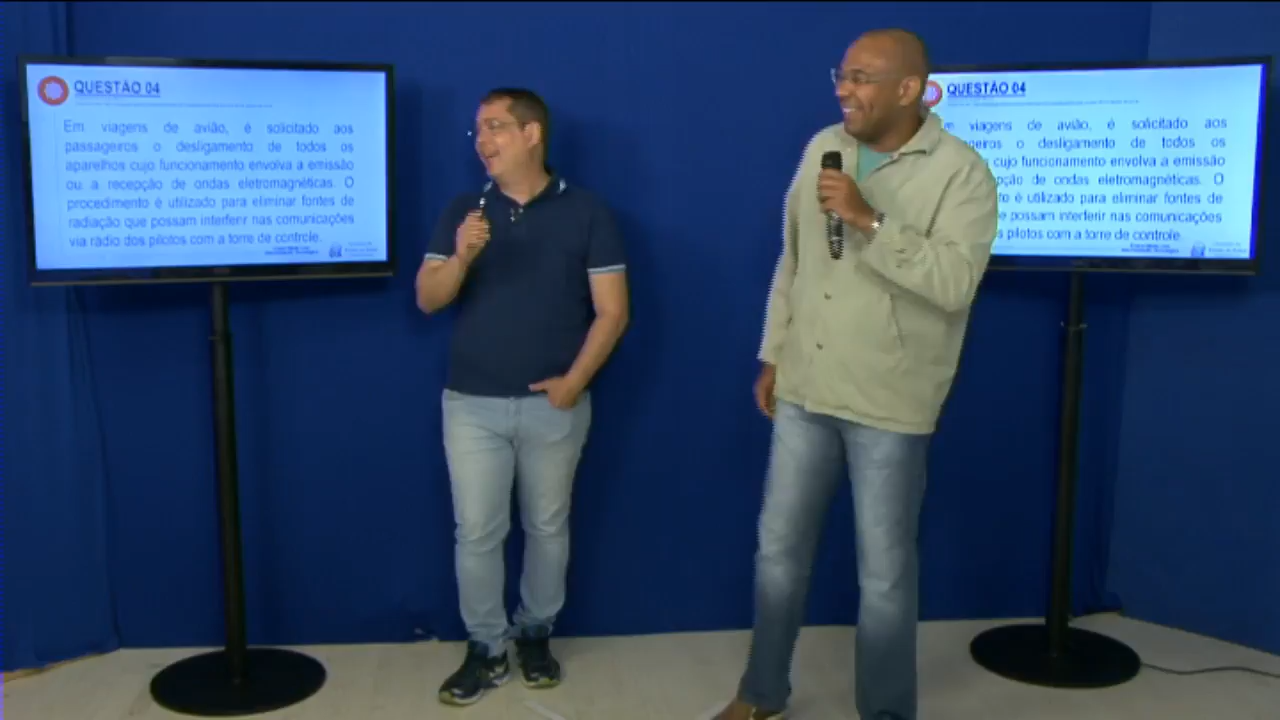 QUESTÃO 04
Em viagens de avião, é solicitado aos
passageiros o desligamento de todos os
aparelhos cujo funcionamento envolva a emissão
ou a recepção de ondas eletromagnéticas. O
procedimento é utilizado para eliminar fontes de
radiação que possam interferir nas comunicações
via rádio dos pilotos com a torre de controle.
QUESTÃO 04
viagens de avião, é solicitado aos
o desligamento de todos os
cujo funcionamento envolva a emissão
de ondas eletromagnéticas. O
é utilizado para eliminar fontes de
possam interferir nas comunicações
pilotos com a torre de controle.